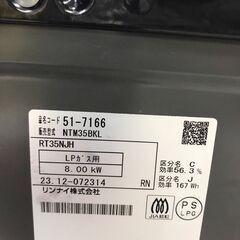 品名コード 51-7166
販売型式 NTM35BKL
RT35NJH
LPガス用
8.00 kW
23.12-072314 RN
リンナイ株式会社
区分名 C
効率56.3 %
区分名 J
効率 167 Wh
JIA
PS
LPG